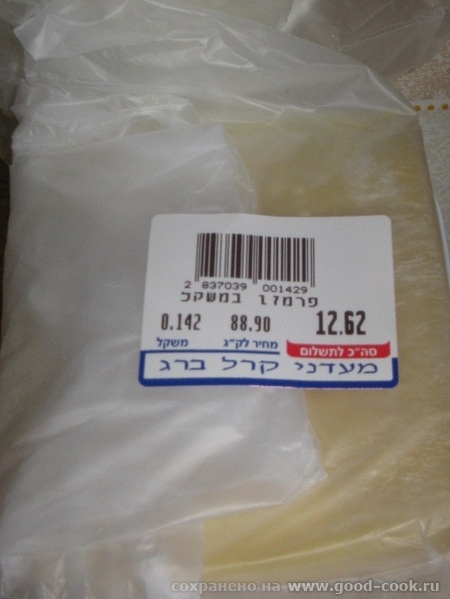 2 837039 001429
פרמזן במשקל
12.62 88.90 0.142
סה"כ לתשלום מחיר לק"ג משקל
מעדני קרל ברג
сохранено на www.good-cook.ru